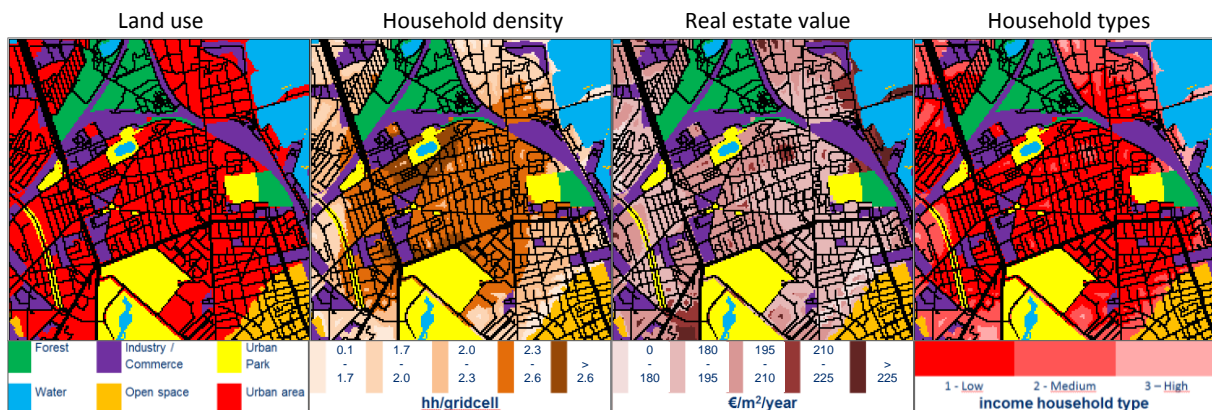 Land use
Household density
Real estate value
Household types
Forest
Industry /
Commerce
Urban
Park
Water
Open space
Urban area
0.1
-
1.7
1.7
-
2.0
2.0
-
2.3
2.3
-
2.6
>
2.6
hh/gridcell
0
-
180
180
-
195
195
-
210
210
-
225
>
225
€/m²/year
1 - Low
2 - Medium
3 – High
income household type